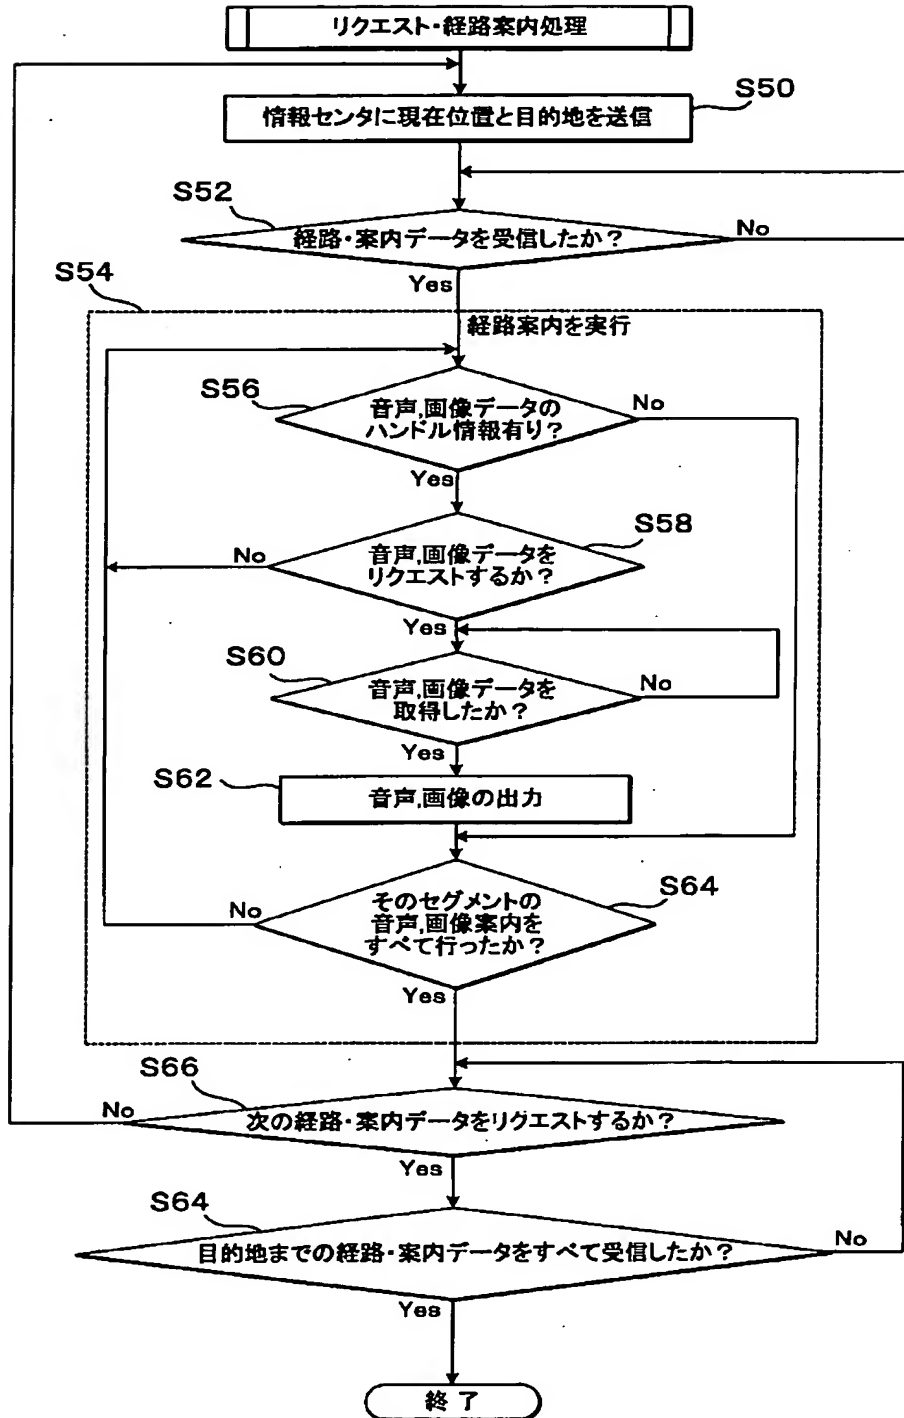 リクエスト・経路案内処理
S50
情報センタに現在位置と目的地を送信
S52
経路・案内データを受信したか?
No
Yes
S54
経路案内を実行
S56
音声,画像データの
ハンドル情報有り?
No
Yes
S58
音声,画像データを
リクエストするか?
No
Yes
S60
音声,画像データを
取得したか?
No
Yes
S62
音声,画像の出力
S64
そのセグメントの
音声,画像案内を
すべて行ったか?
No
Yes
S66
次の経路・案内データをリクエストするか?
No
Yes
S64
目的地までの経路・案内データをすべて受信したか?
No
Yes
終了